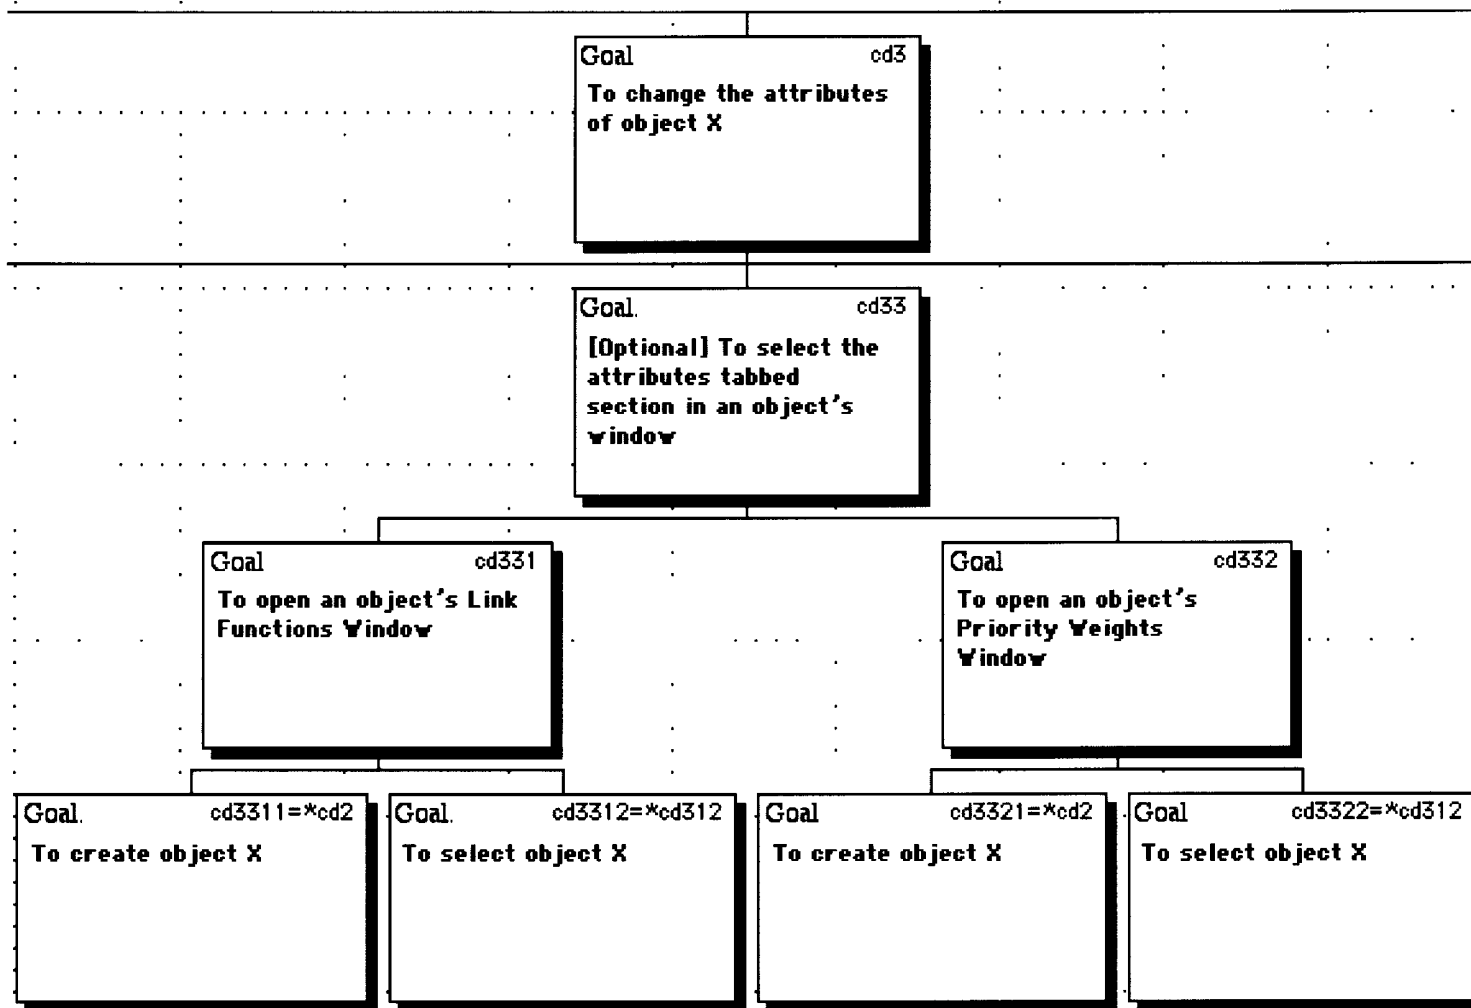 Goal cd3
To change the attributes
of object X
Goal. cd33
[Optional] To select the
attributes tabbed
section in an object's
window
Goal cd331
To open an object's Link
Functions Window
Goal cd332
To open an object's
Priority Weights
Window
Goal. cd3311=*cd2
To create object X
Goal. cd3312=*cd312
To select object X
Goal cd3321=*cd2
To create object X
Goal cd3322=*cd312
To select object X